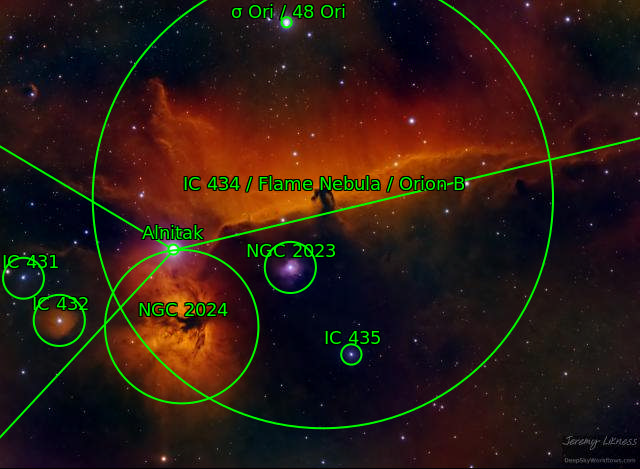 σ Ori / 48 Ori
IC 434 / Flame Nebula / Orion B
Alnitak
NGC 2023
IC 431
IC 432
NGC 2024
IC 435
Jeremy Likness
DeepSkyWorkflows.com